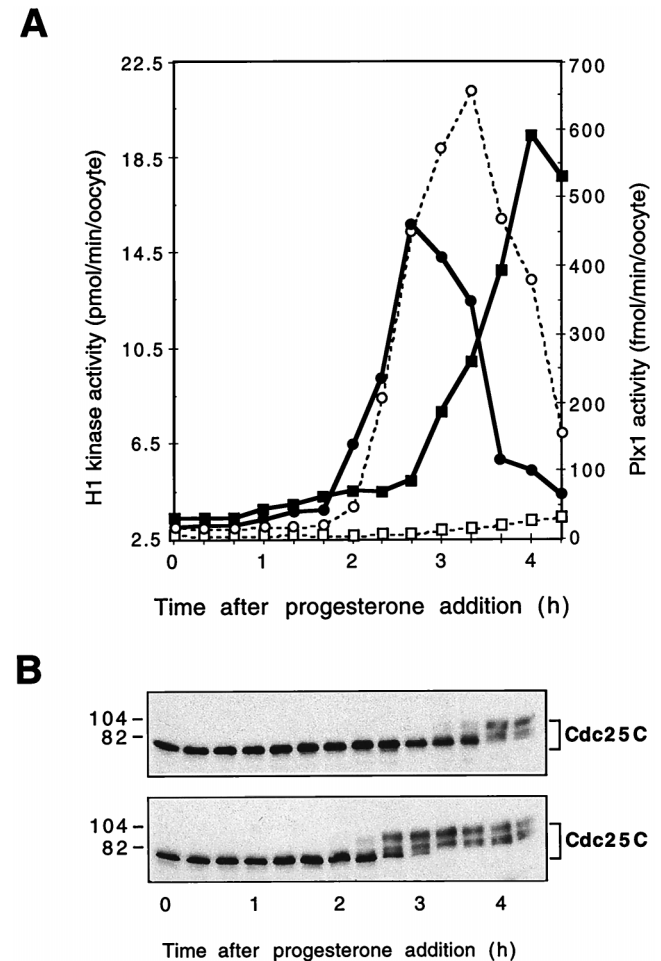 A
H1 kinase activity (pmol/min/oocyte)
22.5
18.5
14.5
10.5
6.5
2.5
700
600
500
400
300
200
100
0
Plx1 activity (fmol/min/oocyte)
0 1 2 3 4
Time after progesterone addition (h)
B
104
82
Cdc25C
104
82
Cdc25C
0 1 2 3 4
Time after progesterone addition (h)